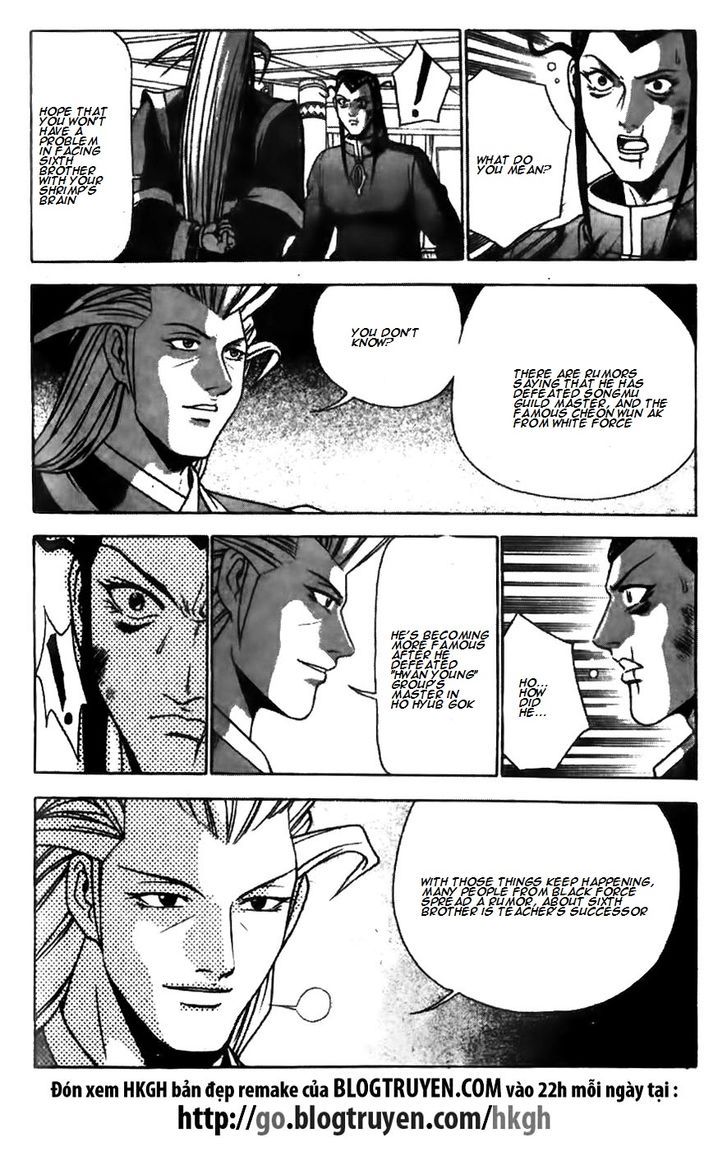 HOPE THAT
YOU WON'T
HAVE A
PROBLEM
IN FACING
SIXTH
BROTHER
WITH YOUR
SHRIMP'S
BRAIN
!
WHAT DO
YOU MEAN?
YOU DON'T
KNOW?
THERE ARE RUMORS
SAYING THAT HE HAS
DEFEATED SONGMU
GUILD MASTER, AND THE
FAMOUS CHEON WUN AK
FROM WHITE FORCE
!
HE'S BECOMING
MORE FAMOUS
AFTER HE
DEFEATED
"HWAN YOUNG"
GROUP'S
MASTER IN
HO HYUB GOK
HO...
HOW
DID
HE...
WITH THOSE THINGS KEEP HAPPENING,
MANY PEOPLE FROM BLACK FORCE
SPREAD A RUMOR, ABOUT SIXTH
BROTHER IS TEACHER'S SUCCESSOR
Đón xem HKGH bản đẹp remake của BLOGTRUYEN.COM vào 22h mỗi ngày tại :
http://go.blogtruyen.com/hkgh